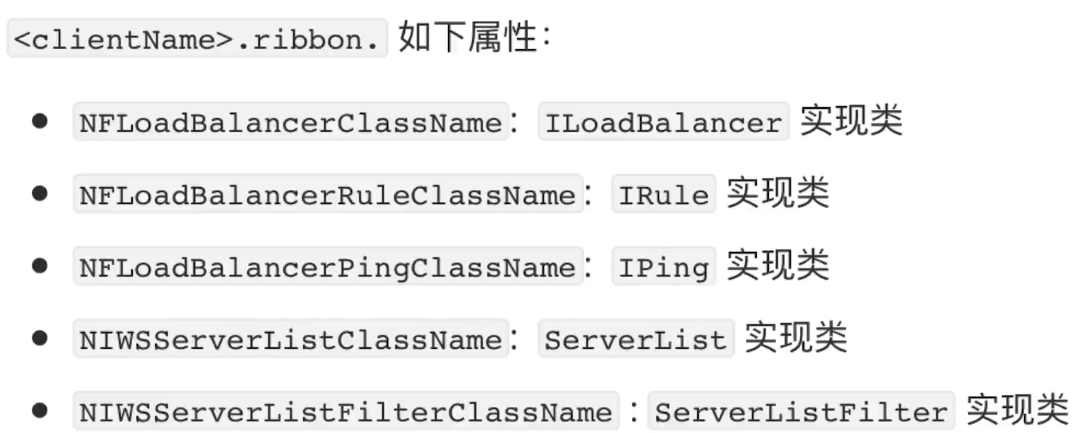 <clientName>.ribbon. 如下属性：
• NFLoadBalancerClassName：ILoadBalancer 实现类
• NFLoadBalancerRuleClassName：IRule 实现类
• NFLoadBalancerPingClassName：IPing 实现类
• NIWSServerListClassName：ServerList 实现类
• NIWSServerListFilterClassName：ServerListFilter 实现类